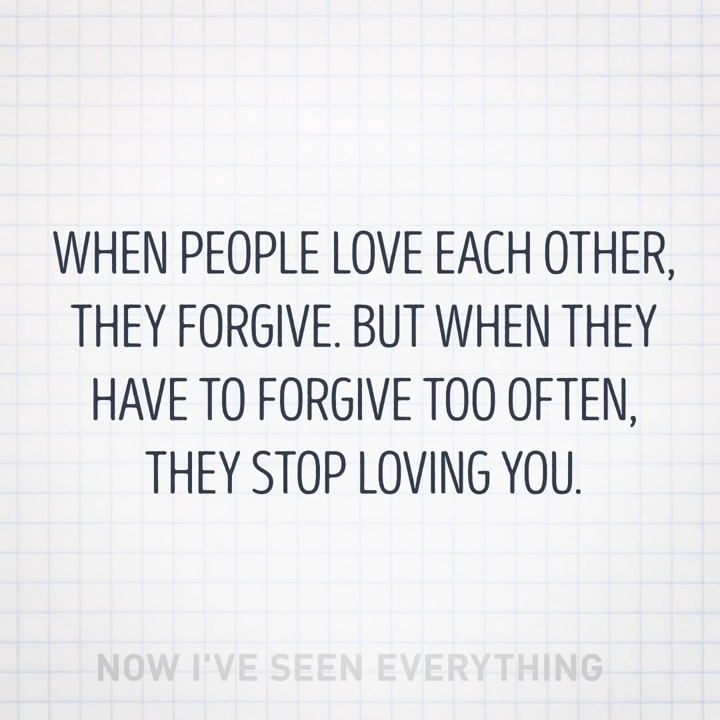 WHEN PEOPLE LOVE EACH OTHER,
THEY FORGIVE. BUT WHEN THEY
HAVE TO FORGIVE TOO OFTEN,
THEY STOP LOVING YOU.
NOW I'VE SEEN EVERYTHING